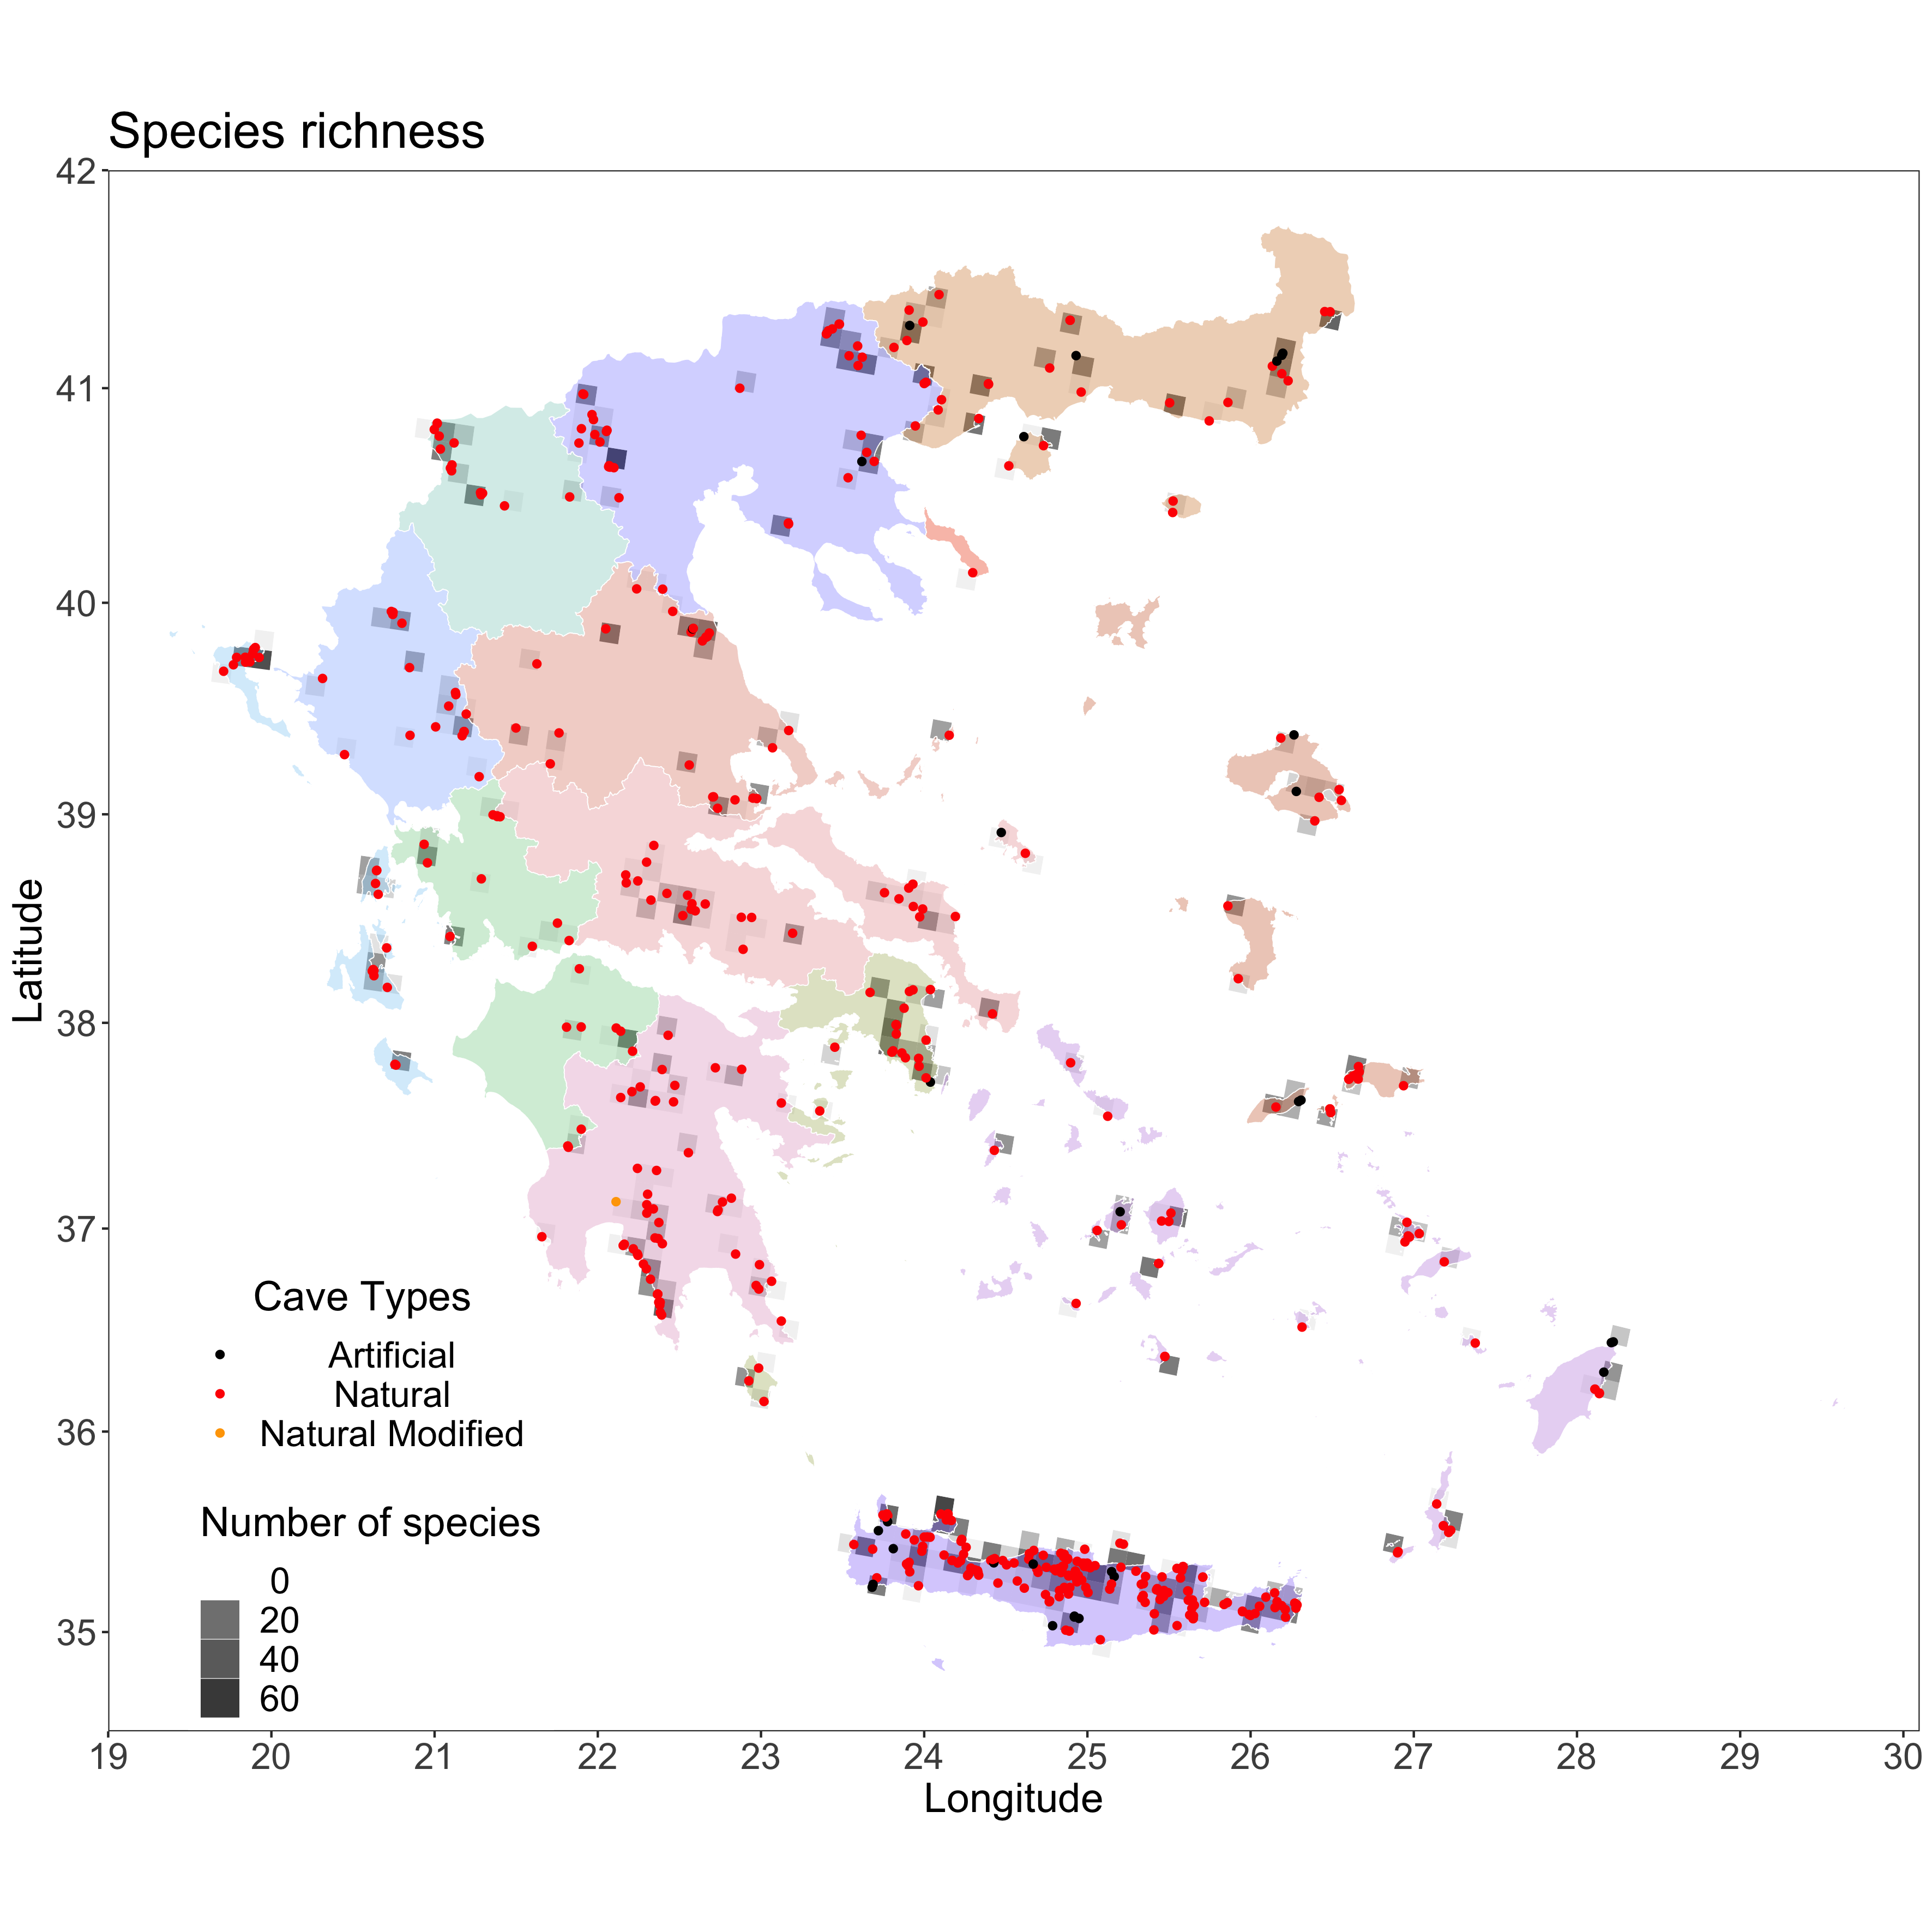 Species richness
42
41
40
39
38
37
36
35
Latitude
Cave Types
Artificial
Natural
Natural Modified
Number of species
0
20
40
60
19 20 21 22 23 24 25 26 27 28 29 30
Longitude